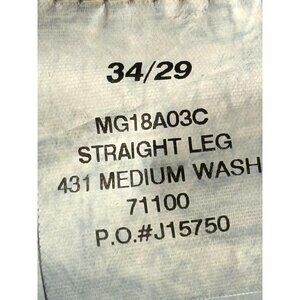 34/29
MG18A03C
STRAIGHT LEG
431 MEDIUM WASH
71100
P.O.#J15750